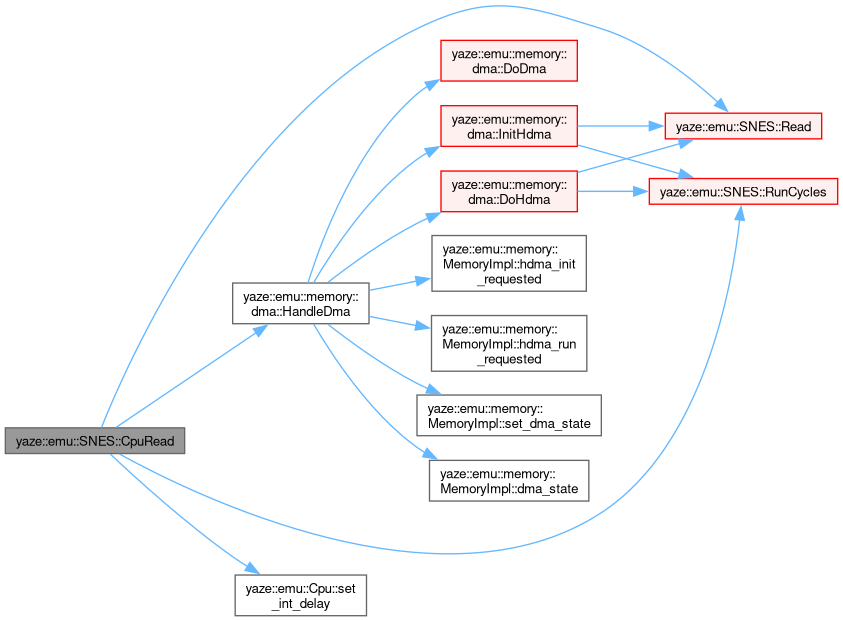 yaze::emu::memory::
dma::DoDma
yaze::emu::memory::
dma::InitHdma
yaze::emu::SNES::Read
yaze::emu::memory::
dma::DoHdma
yaze::emu::SNES::RunCycles
yaze::emu::memory::
MemoryImpl::hdma_init
_requested
yaze::emu::memory::
dma::HandleDma
yaze::emu::memory::
MemoryImpl::hdma_run
_requested
yaze::emu::memory::
MemoryImpl::set_dma_state
yaze::emu::SNES::CpuRead
yaze::emu::memory::
MemoryImpl::dma_state
yaze::emu::Cpu::set
_int_delay